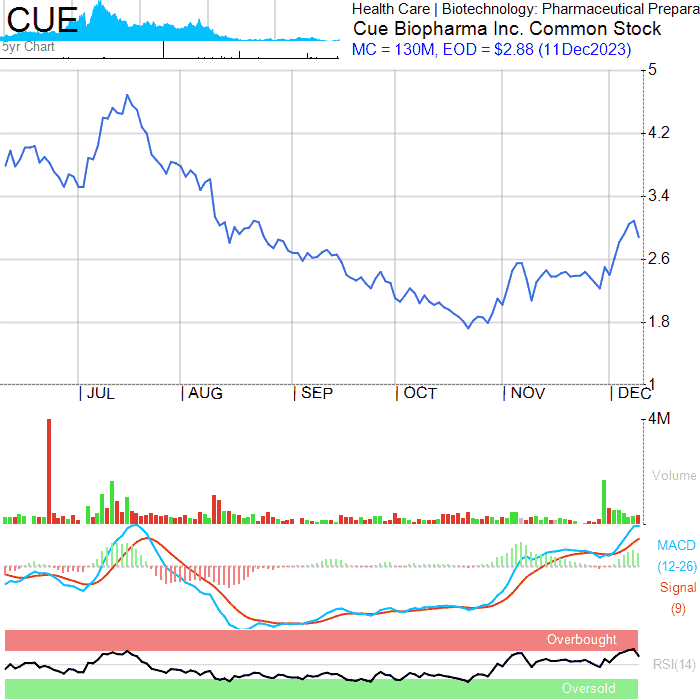 CUE
5yr Chart
Health Care | Biotechnology: Pharmaceutical Prepara
Cue Biopharma Inc. Common Stock
MC = 130M, EOD = $2.88 (11Dec2023)
5
4.2
3.4
2.6
1.8
1
| JUL | AUG | SEP | OCT | NOV | DEC
4M
Volume
MACD
(12-26)
Signal
(9)
Overbought
RSI(14)
Oversold